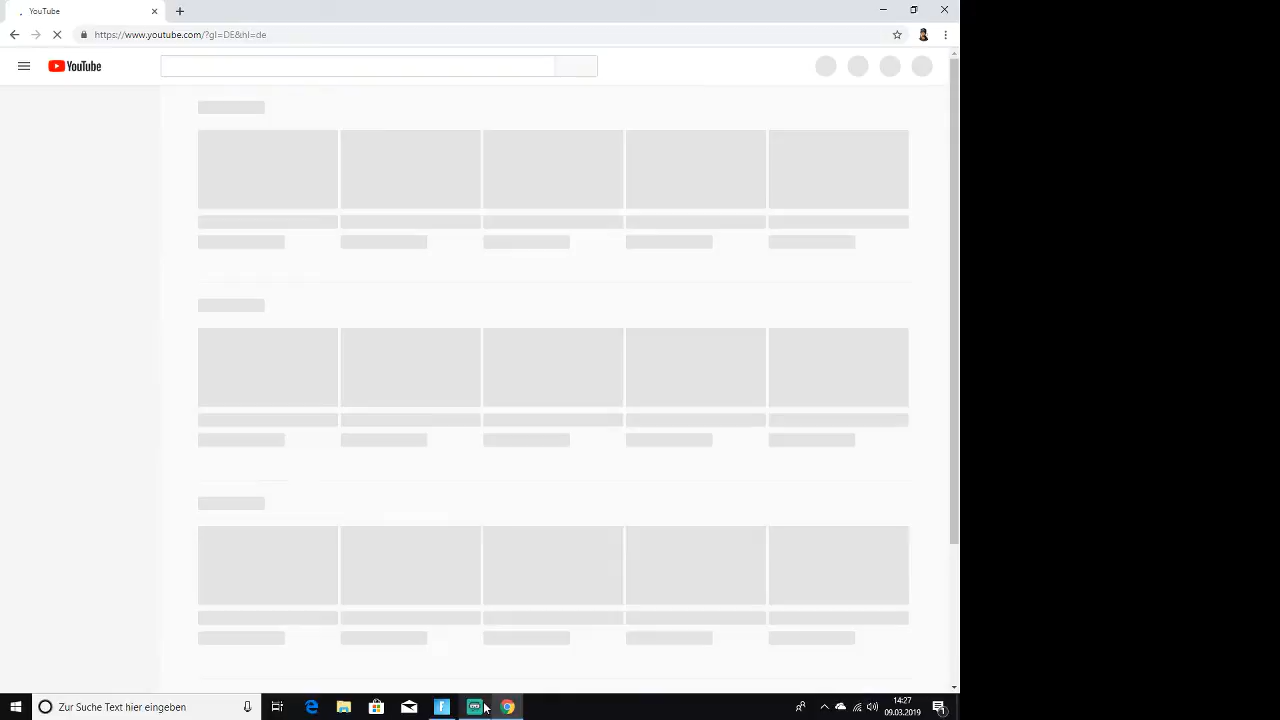 YouTube
https://www.youtube.com/?gl=DE&hl=de
YouTube
Zur Suche Text hier eingeben
14:27
09.03.2019
1